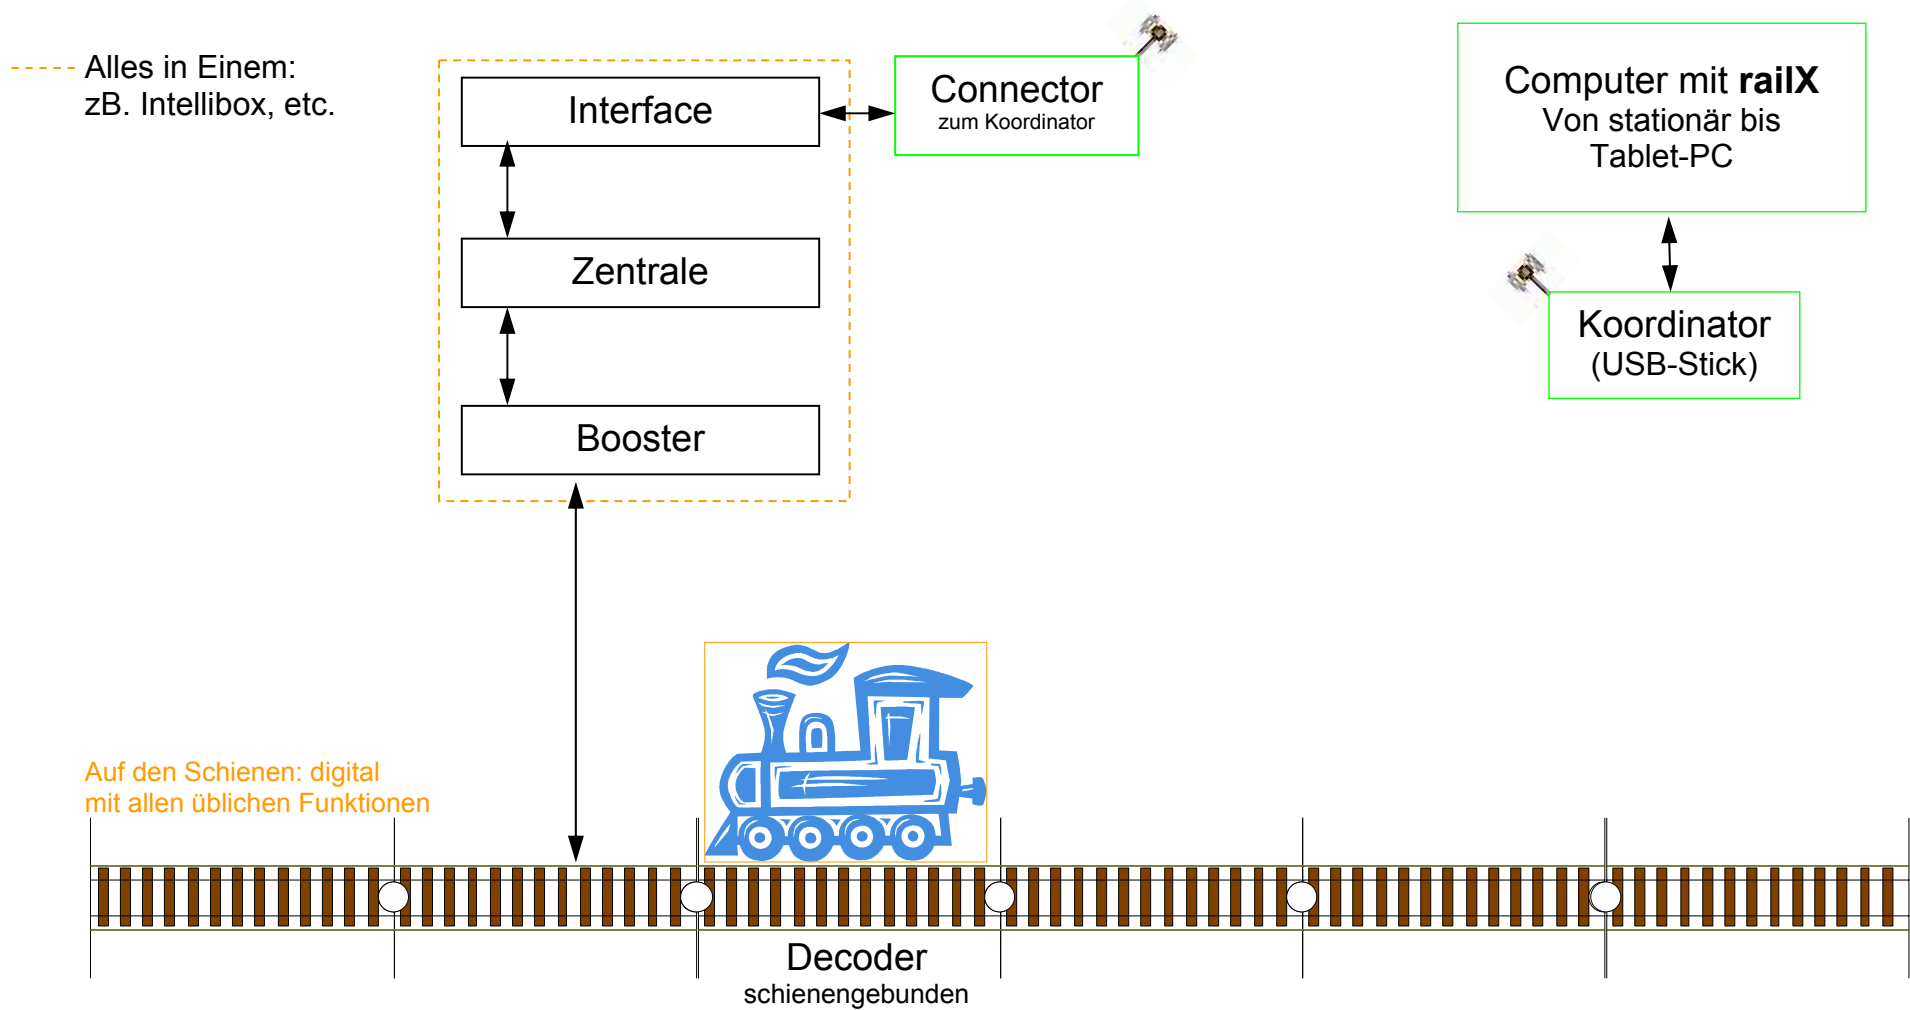 Alles in Einem:
zB. Intellibox, etc.
Interface
Connector
zum Koordinator
Computer mit railX
Von stationär bis
Tablet-PC
Zentrale
Koordinator
(USB-Stick)
Booster
Auf den Schienen: digital
mit allen üblichen Funktionen
Decoder
schienengebunden